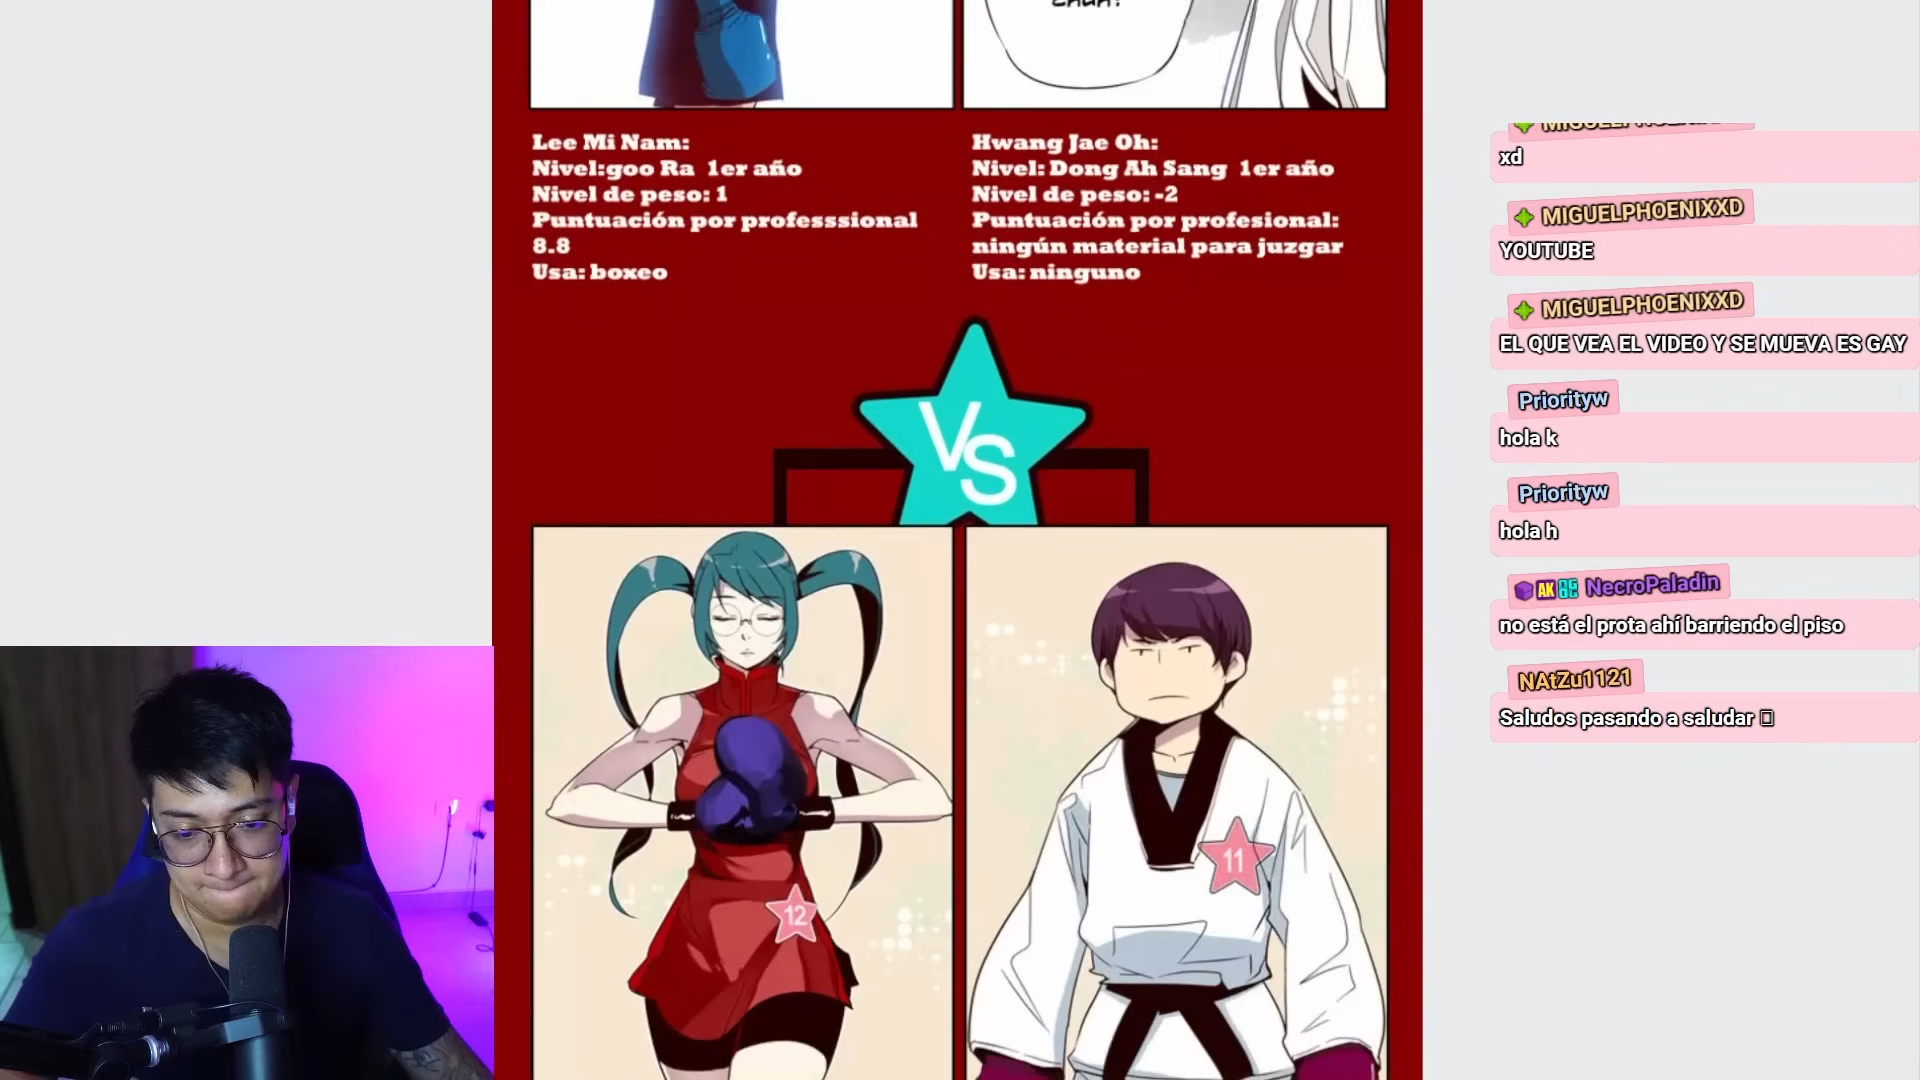 Lee Mi Nam:
Nivel:goo Ra 1er año
Nivel de peso: 1
Puntuación por professsional
8.8
Usa: boxeo
Hwang Jae Oh:
Nivel: Dong Ah Sang 1er año
Nivel de peso: -2
Puntuación por profesional:
ningún material para juzgar
Usa: ninguno
VS
12
11
xd
MIGUELPHOENIXXD
YOUTUBE
MIGUELPHOENIXXD
EL QUE VEA EL VIDEO Y SE MUEVA ES GAY
Priorityw
hola k
Priorityw
hola h
AK NecroPaladin
no está el prota ahí barriendo el piso
NAtZu1121
Saludos pasando a saludar